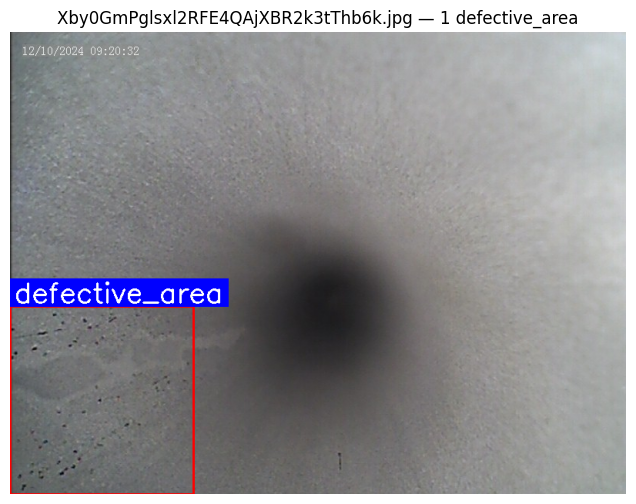 Xby0GmPglsxl2RFE4QAjXBR2k3tThb6k.jpg — 1 defective_area
12/10/2024 09:20:32
defective_area